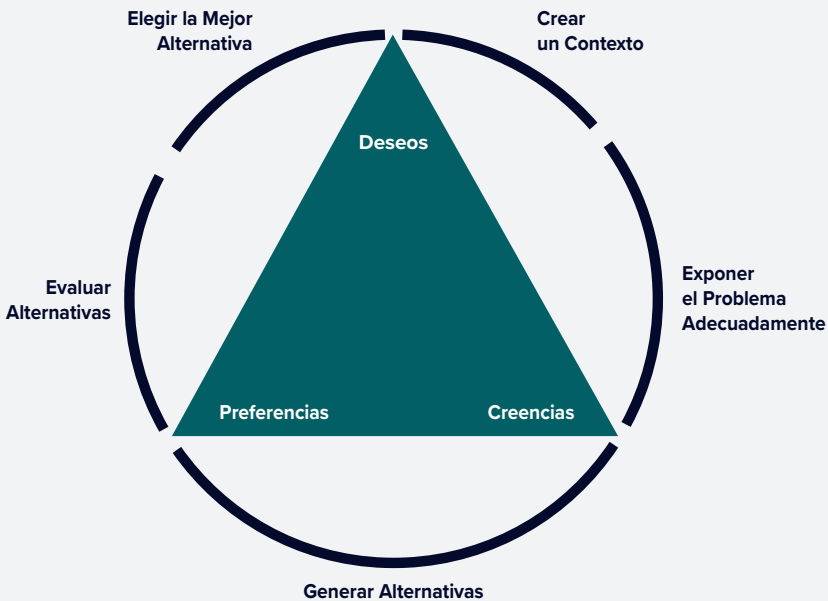 Elegir la Mejor
Alternativa
Crear
un Contexto
Deseos
Exponer
el Problema
Adecuadamente
Evaluar
Alternativas
Preferencias
Creencias
Generar Alternativas